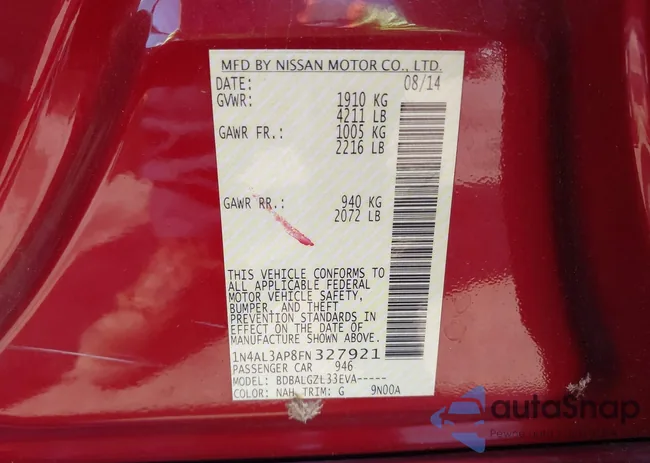 MFD BY NISSAN MOTOR CO., LTD.
DATE: 08/14
GVWR: 1910 KG
4211 LB
GAWR FR.: 1005 KG
2216 LB
GAWR RR.: 940 KG
2072 LB
THIS VEHICLE CONFORMS TO
ALL APPLICABLE FEDERAL
MOTOR VEHICLE SAFETY,
BUMPER, AND THEFT
PREVENTION STANDARDS IN
EFFECT ON THE DATE OF
MANUFACTURE SHOWN ABOVE.
1N4AL3AP8FN327921
PASSENGER CAR 946
MODEL: BDBALGZL33EVA-----
COLOR: NAH TRIM: G 9N00A
autoSnap
Powered